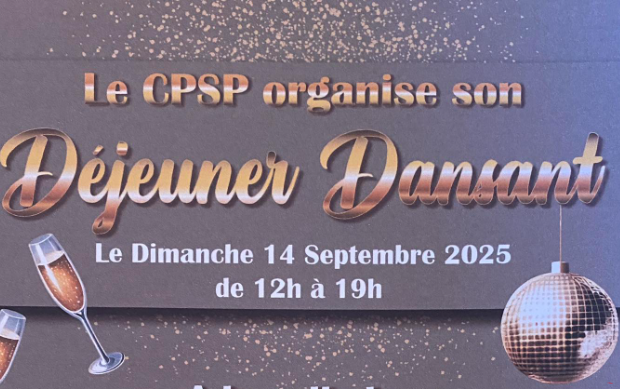 Le CPSP organise son
Déjeuner Dansant
Le Dimanche 14 Septembre 2025
de 12h à 19h